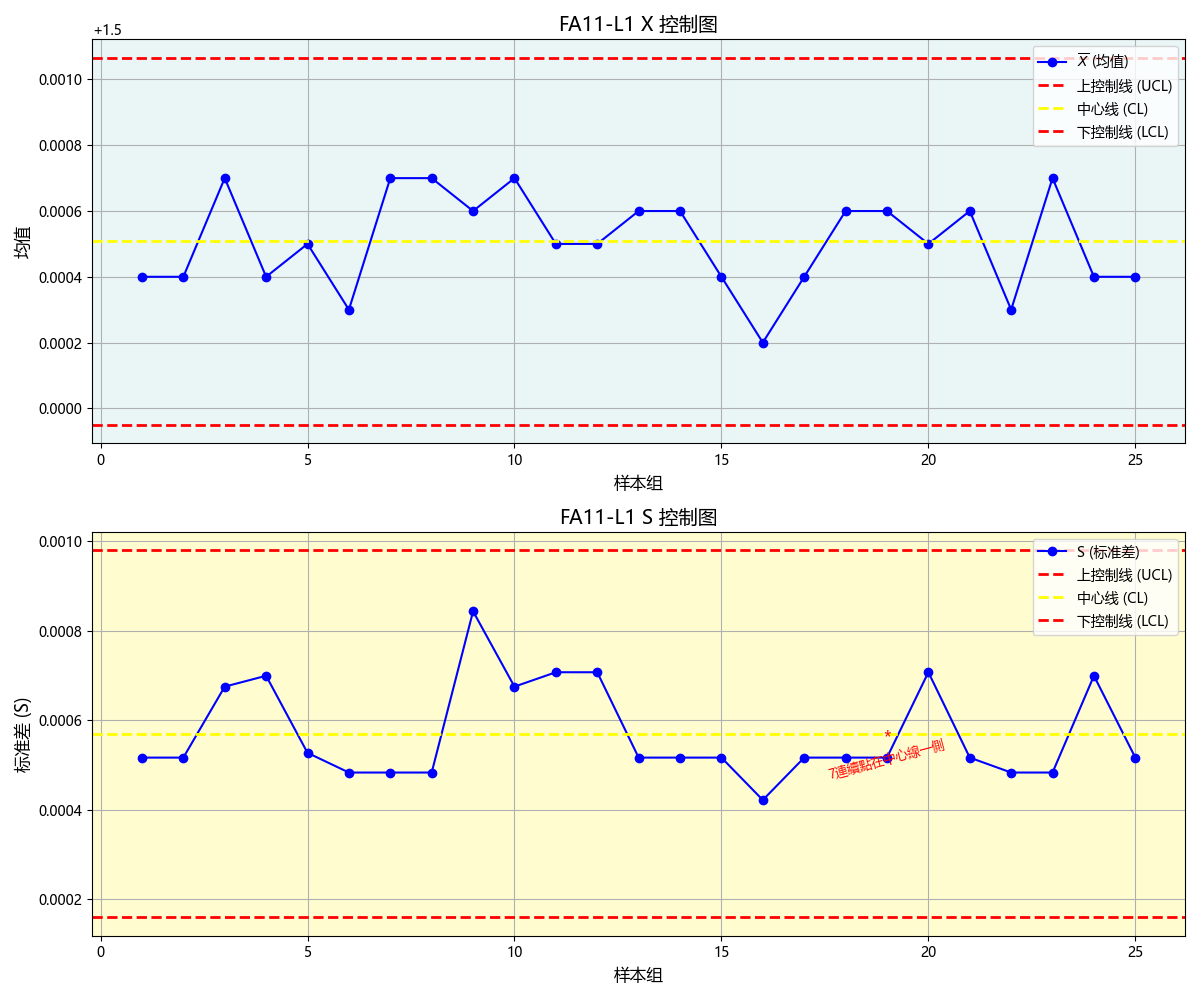 FA11-L1 X 控制图
+1.5
0.0010
0.0008
0.0006
0.0004
0.0002
0.0000
均值
X (均值)
上控制线 (UCL)
中心线 (CL)
下控制线 (LCL)
0
5
10
15
20
25
样本组
FA11-L1 S 控制图
0.0010
0.0008
0.0006
0.0004
0.0002
标准差 (S)
S (标准差)
上控制线 (UCL)
中心线 (CL)
下控制线 (LCL)
*
7連續點在中心線一側
0
5
10
15
20
25
样本组